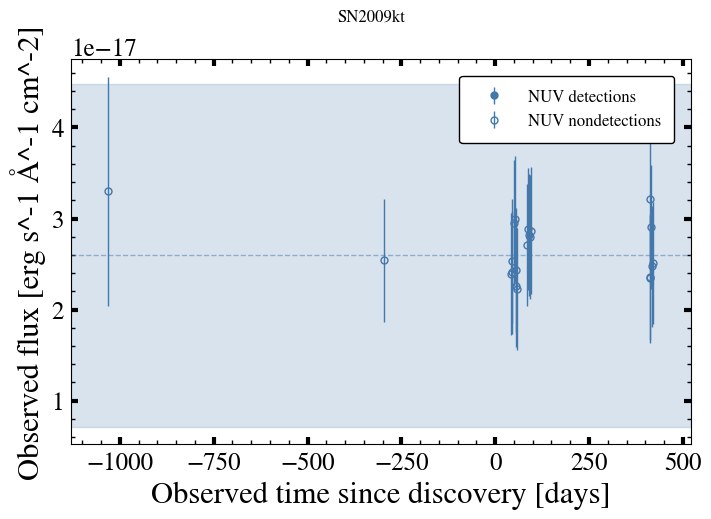 SN2009kt
1e−17
NUV detections
NUV nondetections
4
3
2
1
Observed flux [erg s^-1 Å^-1 cm^-2]
−1000 −750 −500 −250 0 250 500
Observed time since discovery [days]